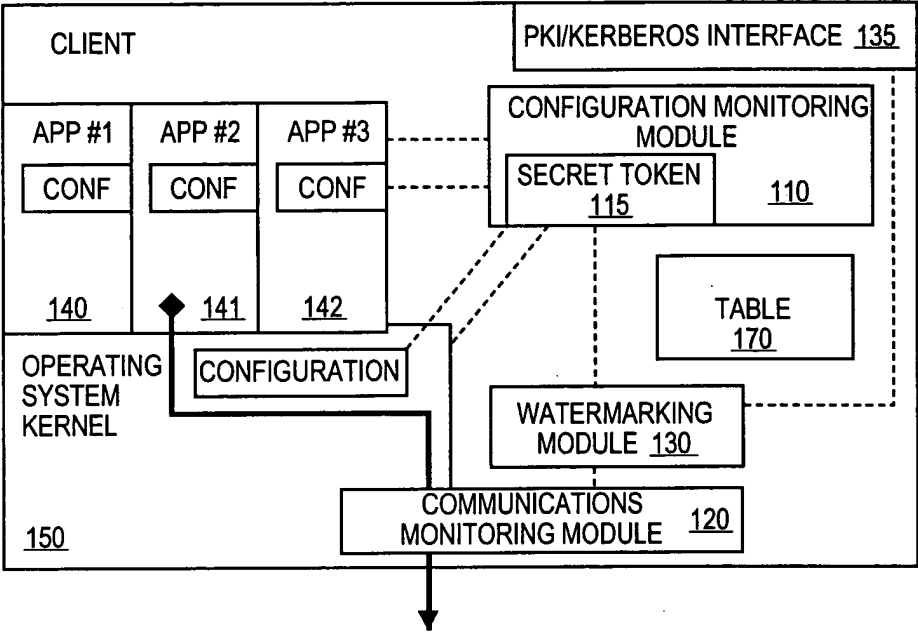 CLIENT
PKI/KERBEROS INTERFACE 135
APP #1
APP #2
APP #3
CONF
CONF
CONF
140
141
142
CONFIGURATION MONITORING
MODULE
SECRET TOKEN
115
110
TABLE
170
OPERATING
SYSTEM
KERNEL
CONFIGURATION
WATERMARKING
MODULE 130
COMMUNICATIONS
MONITORING MODULE
120
150